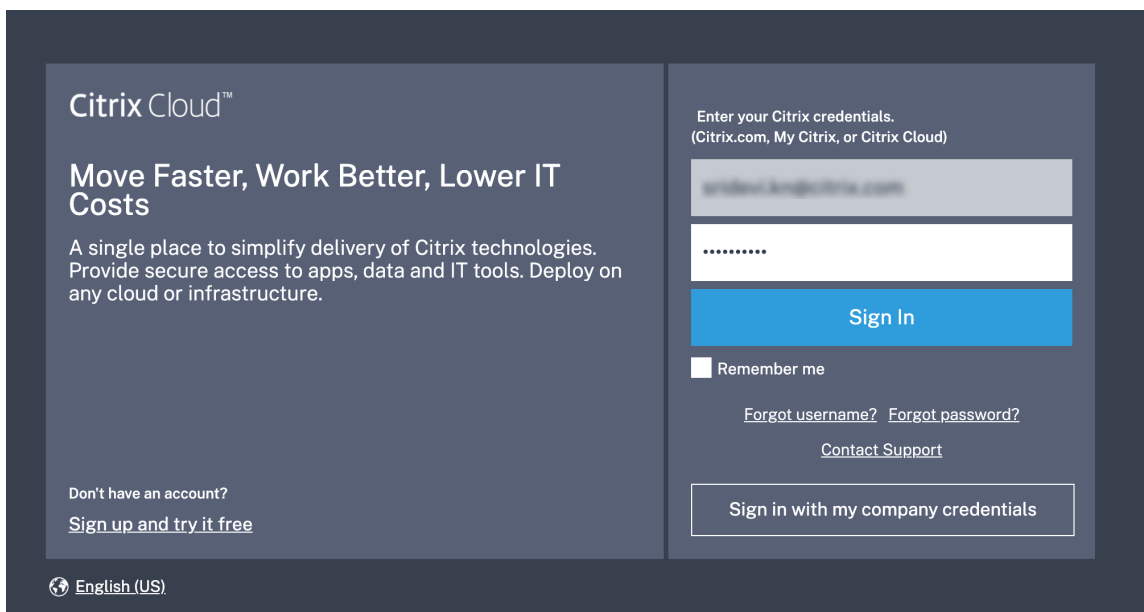 Citrix Cloud™
Move Faster, Work Better, Lower IT
Costs
A single place to simplify delivery of Citrix technologies.
Provide secure access to apps, data and IT tools. Deploy on
any cloud or infrastructure.
Don't have an account?
Sign up and try it free
Enter your Citrix credentials.
(Citrix.com, My Citrix, or Citrix Cloud)
••••••••••
Sign In
Remember me
Forgot username? Forgot password?
Contact Support
Sign in with my company credentials
English (US)